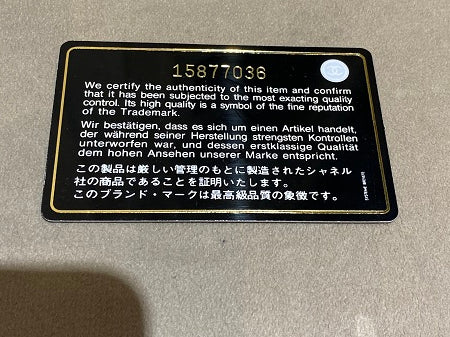 15877036
We certify the authenticity of this item and confirm
that it has been subjected to the most exacting quality
control. Its high quality is a symbol of the fine reputation
of the Trademark.
Wir bestätigen, dass es sich um einen Artikel handelt,
der während seiner Herstellung strengsten Kontrollen
unterworfen war, und dessen erstklassige Qualität
dem hohen Ansehen unserer Marke entspricht.
この製品は厳しい管理のもとに製造されたシャネル
社の商品であることを証明いたします。
このブランド・マークは最高級品質の象徴です。